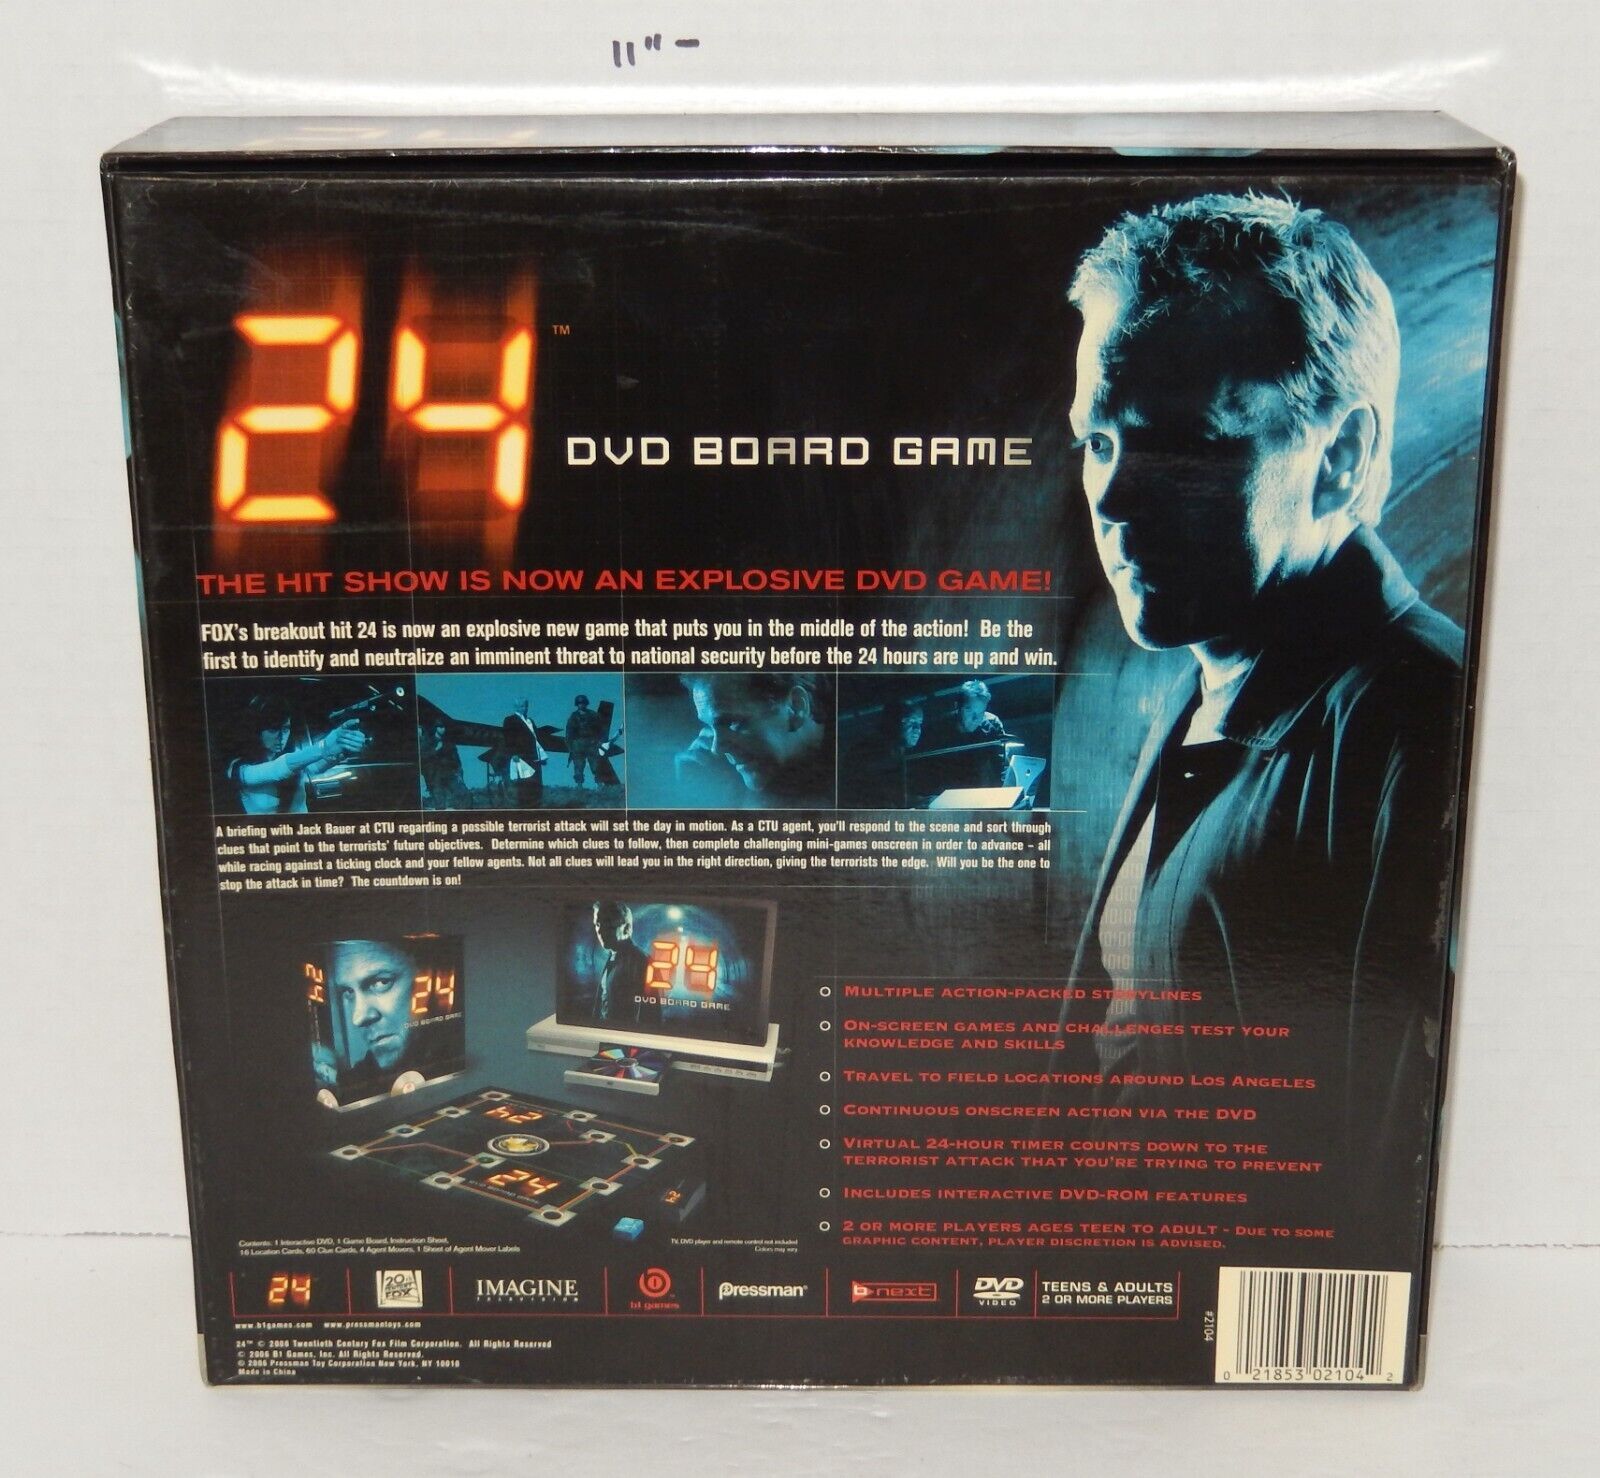 11" -
24™
DVD BOARD GAME
THE HIT SHOW IS NOW AN EXPLOSIVE DVD GAME!
FOX's breakout hit 24 is now an explosive new game that puts you in the middle of the action! Be the
first to identify and neutralize an imminent threat to national security before the 24 hours are up and win.
A briefing with Jack Bauer at CTU regarding a possible terrorist attack will set the day in motion. As a CTU agent, you'll respond to the scene and sort through
clues that point to the terrorists' future objectives. Determine which clues to follow, then complete challenging mini-games onscreen in order to advance – all
while racing against a ticking clock and your fellow agents. Not all clues will lead you in the right direction, giving the terrorists the edge. Will you be the one to
stop the attack in time? The countdown is on!
24
24
DVD BOARD GAME
24
DVD BOARD GAME
24
24
MULTIPLE ACTION-PACKED STORYLINES
ON-SCREEN GAMES AND CHALLENGES TEST YOUR
KNOWLEDGE AND SKILLS
TRAVEL TO FIELD LOCATIONS AROUND LOS ANGELES
CONTINUOUS ONSCREEN ACTION VIA THE DVD
VIRTUAL 24-HOUR TIMER COUNTS DOWN TO THE
TERRORIST ATTACK THAT YOU'RE TRYING TO PREVENT
INCLUDES INTERACTIVE DVD-ROM FEATURES
2 OR MORE PLAYERS AGES TEEN TO ADULT - DUE TO SOME
GRAPHIC CONTENT, PLAYER DISCRETION IS ADVISED.
Contents: 1 Interactive DVD, 1 Game Board, Instruction Sheet,
16 Location Cards, 60 Clue Cards, 4 Agent Movers, 1 Sheet of Agent Mover Labels
TV, DVD player and remote control not included
Colors may vary
24
20th CENTURY FOX
IMAGINE TELEVISION
b1 games
Pressman®
b next
DVD VIDEO
TEENS & ADULTS
2 OR MORE PLAYERS
www.b1games.com www.pressmantoys.com
24™ © 2006 Twentieth Century Fox Film Corporation. All Rights Reserved
© 2006 B1 Games, Inc. All Rights Reserved.
© 2006 Pressman Toy Corporation New York, NY 10010
Made in China
#2104
0 21853 02104 2